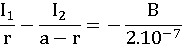 I₁/r − I₂/(a − r) = − B/(2.10⁻⁷)